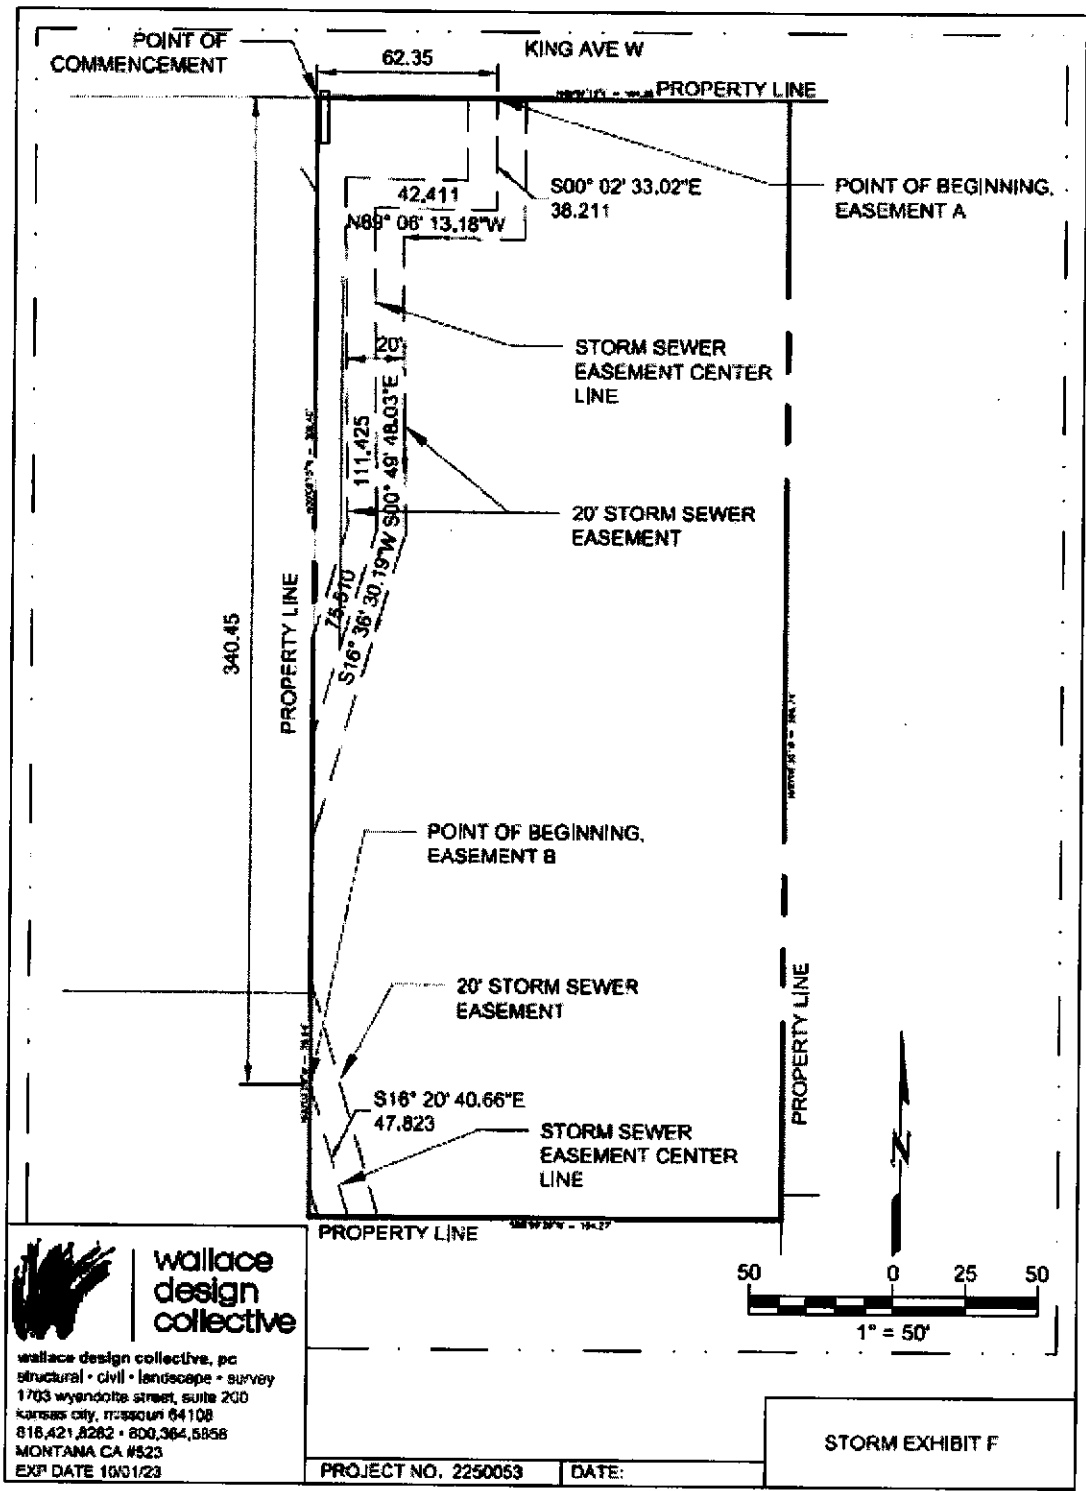 POINT OF
COMMENCEMENT
62.35
KING AVE W
PROPERTY LINE
42.411
N89° 06' 13.18"W
S00° 02' 33.02"E
38.211
POINT OF BEGINNING,
EASEMENT A
20'
STORM SEWER
EASEMENT CENTER
LINE
111.425
S00° 49' 48.03"E
20' STORM SEWER
EASEMENT
S16° 36' 30.19"W
340.45
PROPERTY LINE
POINT OF BEGINNING,
EASEMENT B
20' STORM SEWER
EASEMENT
PROPERTY LINE
S16° 20' 40.66"E
47.823
STORM SEWER
EASEMENT CENTER
LINE
N
PROPERTY LINE
50 0 25 50
1" = 50'
wallace
design
collective
wallace design collective, pc
structural • civil • landscape • survey
1703 wyandotte street, suite 200
kansas city, missouri 64108
816,421,8282 • 800,364,5858
MONTANA CA #523
EXP DATE 10/01/23
PROJECT NO. 2250053
DATE:
STORM EXHIBIT F